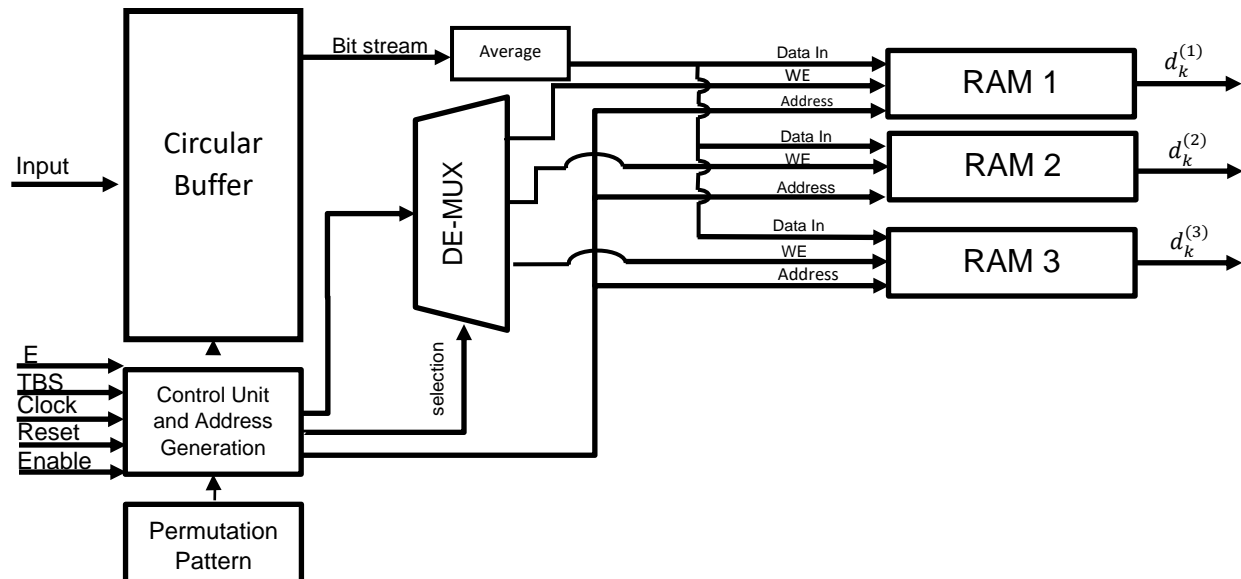 Bit stream
Average
Data In
WE
Address
RAM 1
d_k^{(1)}
Circular
Buffer
Input
DE-MUX
Data In
WE
Address
RAM 2
d_k^{(2)}
Data In
WE
Address
RAM 3
d_k^{(3)}
selection
E
TBS
Clock
Reset
Enable
Control Unit
and Address
Generation
Permutation
Pattern